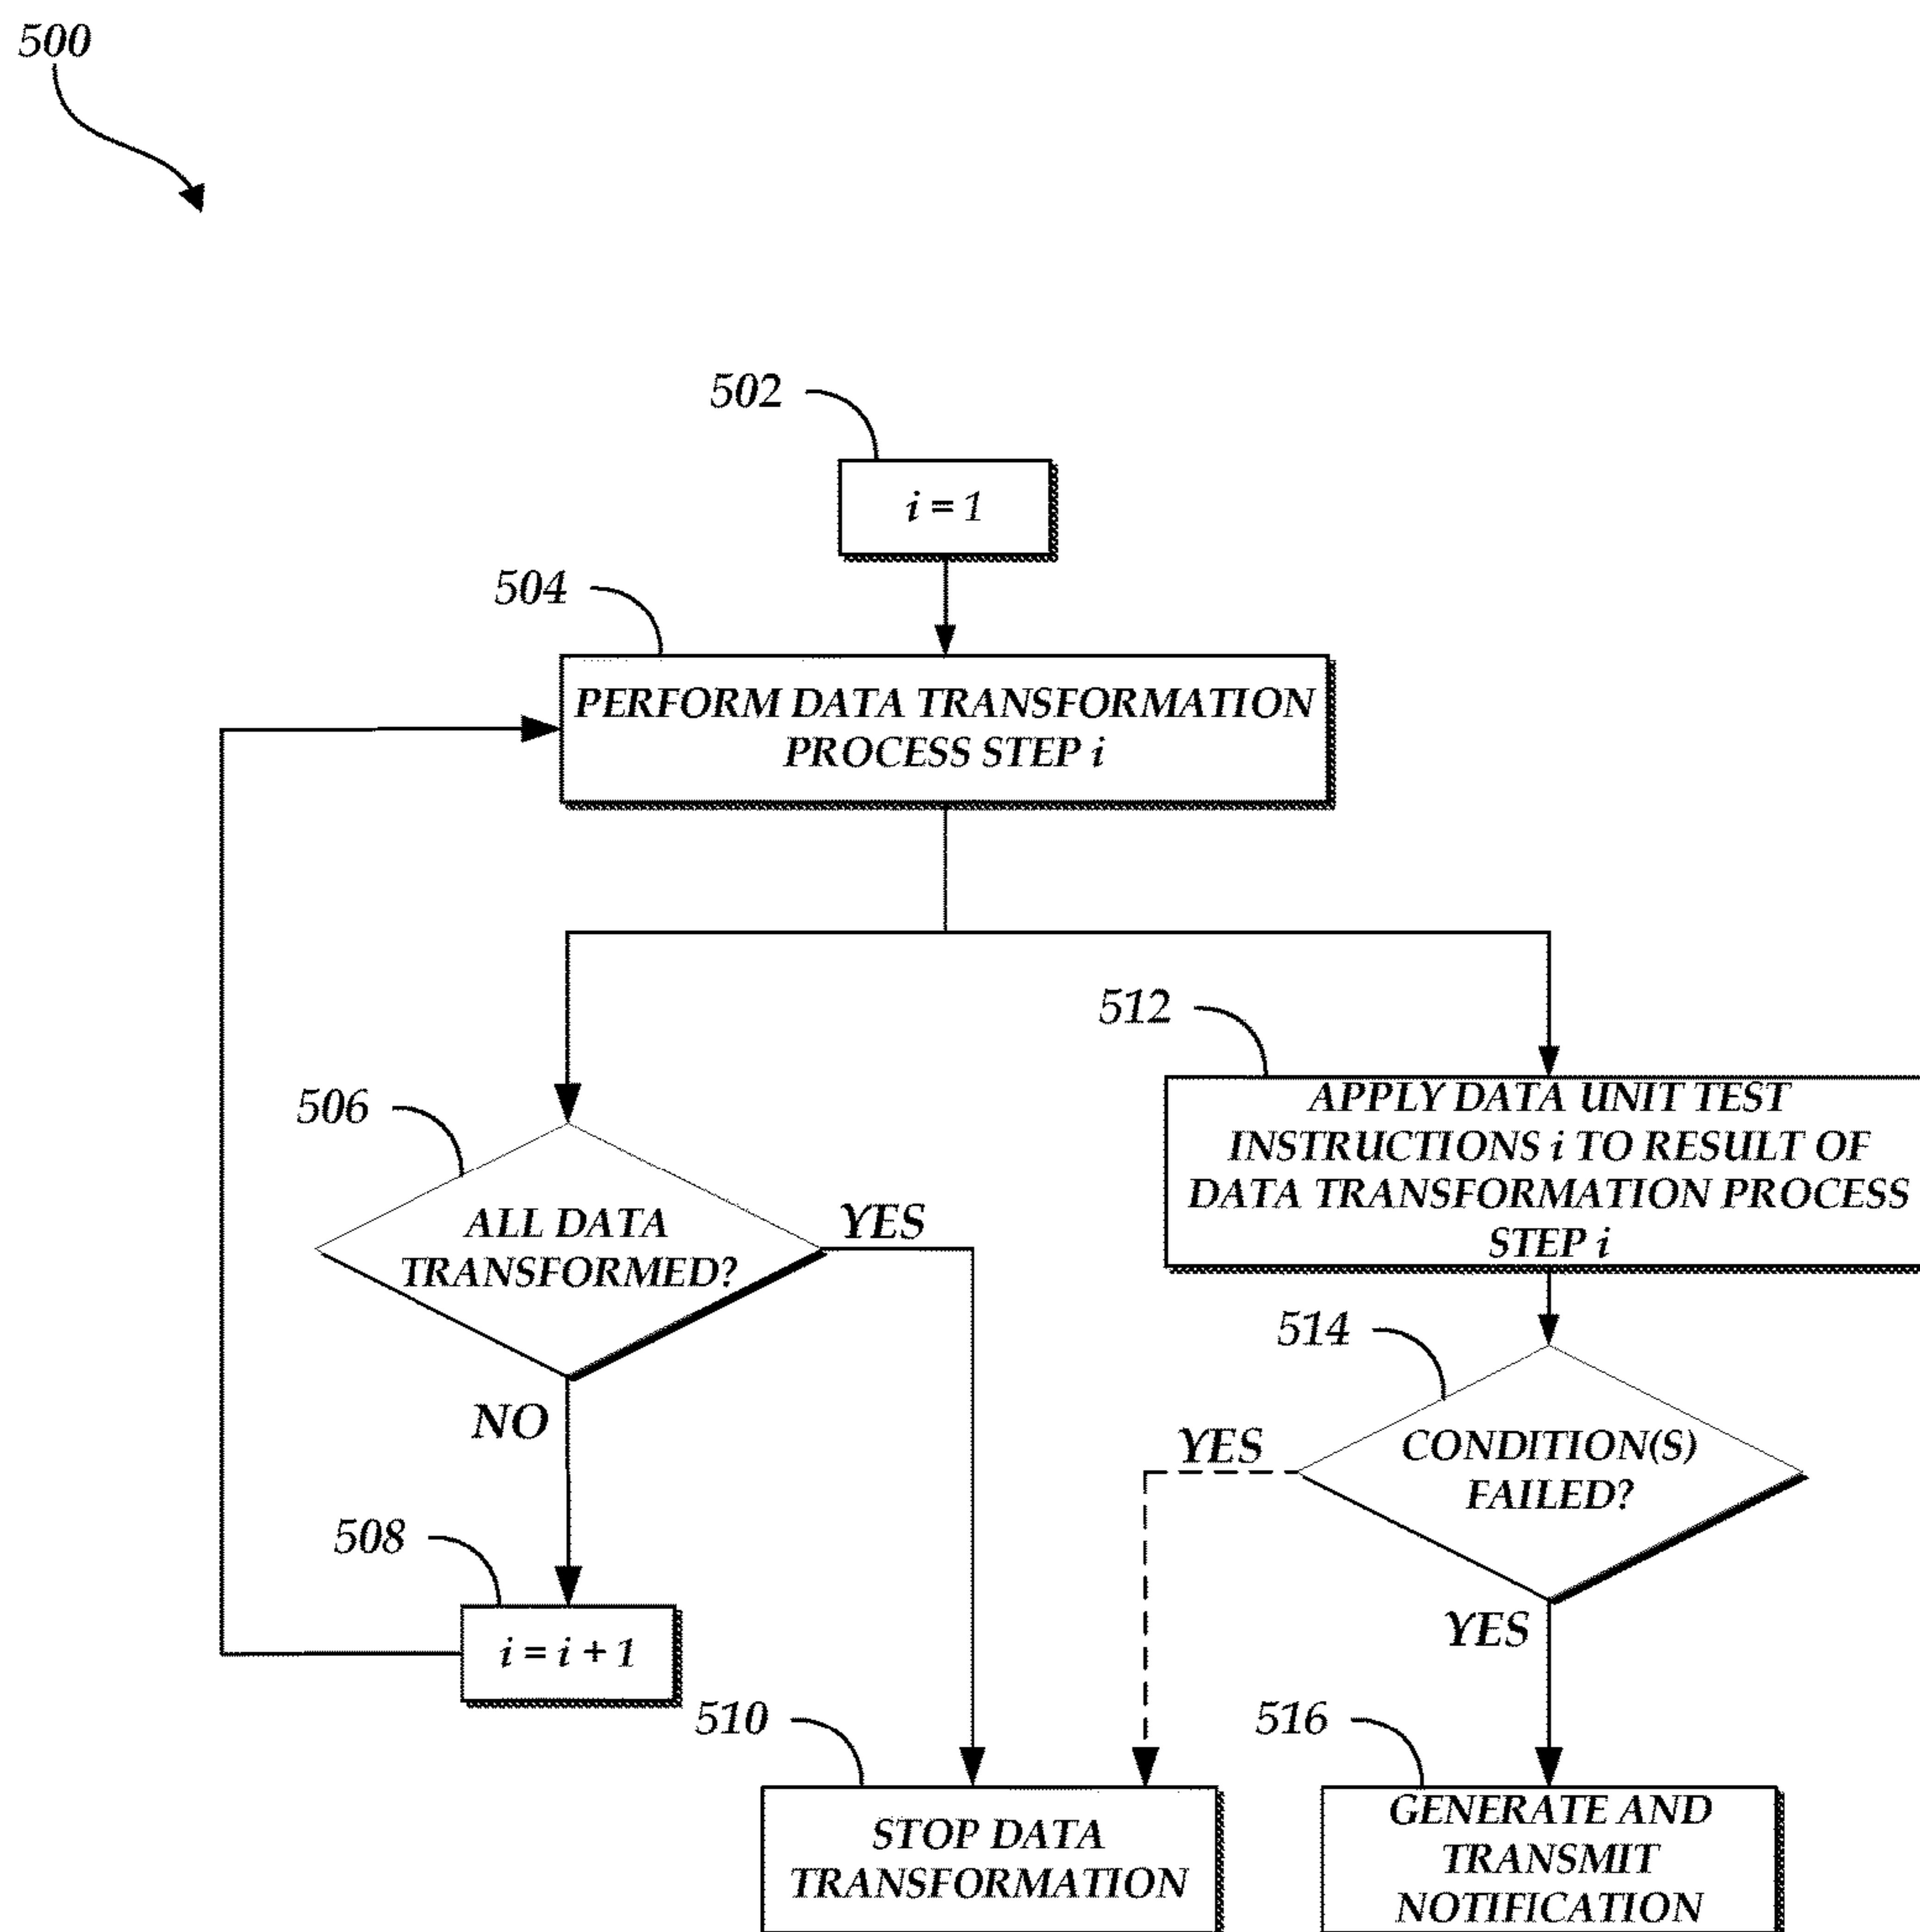 500
502
i = 1
504
PERFORM DATA TRANSFORMATION
PROCESS STEP i
512
APPLY DATA UNIT TEST
INSTRUCTIONS i TO RESULT OF
DATA TRANSFORMATION PROCESS
STEP i
506
ALL DATA
TRANSFORMED?
YES
NO
514
CONDITION(S)
FAILED?
YES
YES
508
i = i + 1
510
STOP DATA
TRANSFORMATION
516
GENERATE AND
TRANSMIT
NOTIFICATION